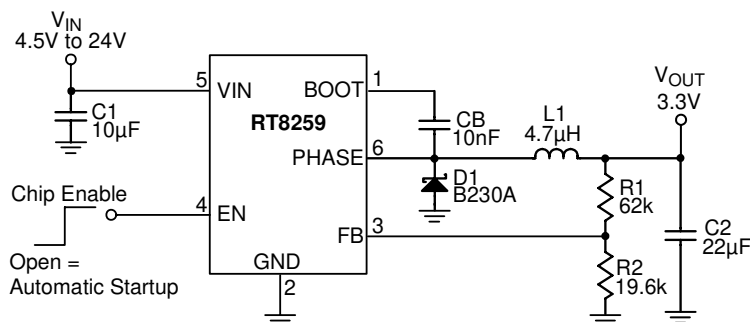 V_IN
4.5V to 24V
C1
10µF
5
VIN
RT8259
BOOT
1
CB
10nF
PHASE
6
L1
4.7µH
V_OUT
3.3V
D1
B230A
R1
62k
C2
22µF
Chip Enable
4
EN
FB
3
R2
19.6k
Open =
Automatic Startup
GND
2